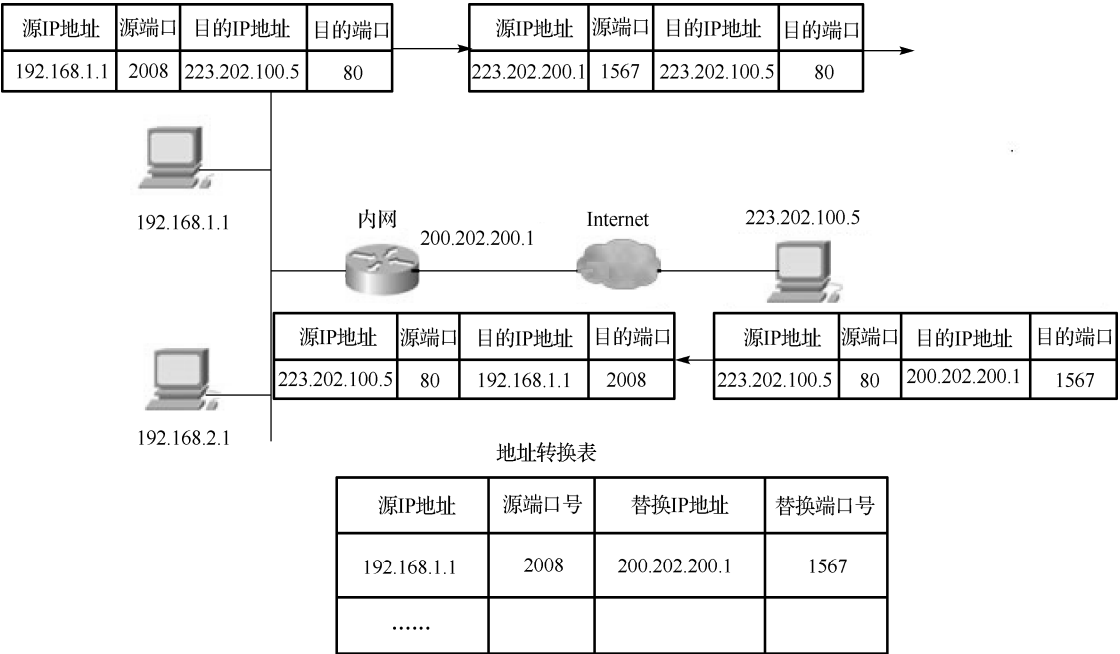 源IP地址 源端口 目的IP地址 目的端口
192.168.1.1 2008 223.202.100.5 80
源IP地址 源端口 目的IP地址 目的端口
223.202.200.1 1567 223.202.100.5 80
192.168.1.1
内网
200.202.200.1
Internet
223.202.100.5
源IP地址 源端口 目的IP地址 目的端口
223.202.100.5 80 192.168.1.1 2008
源IP地址 源端口 目的IP地址 目的端口
223.202.100.5 80 200.202.200.1 1567
192.168.2.1
地址转换表
源IP地址 源端口号 替换IP地址 替换端口号
192.168.1.1 2008 200.202.200.1 1567
……